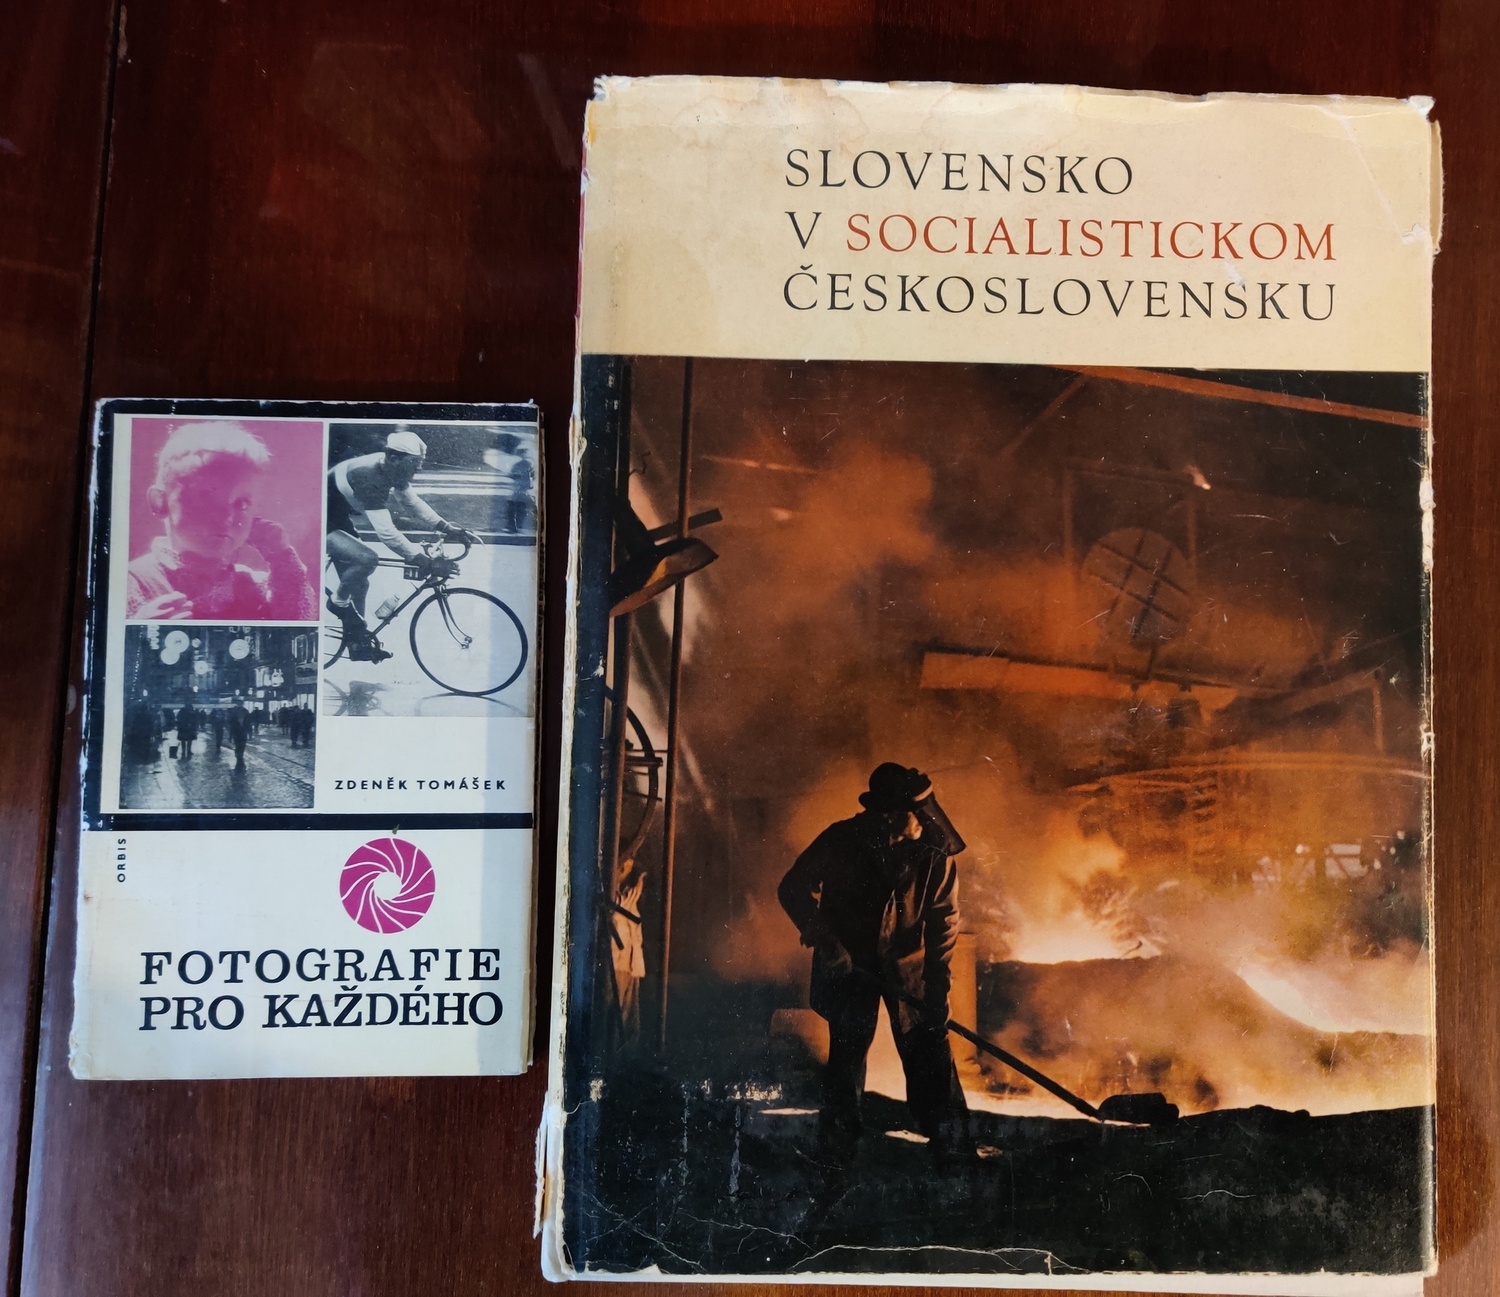 ZDENĚK TOMÁŠEK
ORBIS
FOTOGRAFIE
PRO KAŽDÉHO
SLOVENSKO
V SOCIALISTICKOM
ČESKOSLOVENSKU